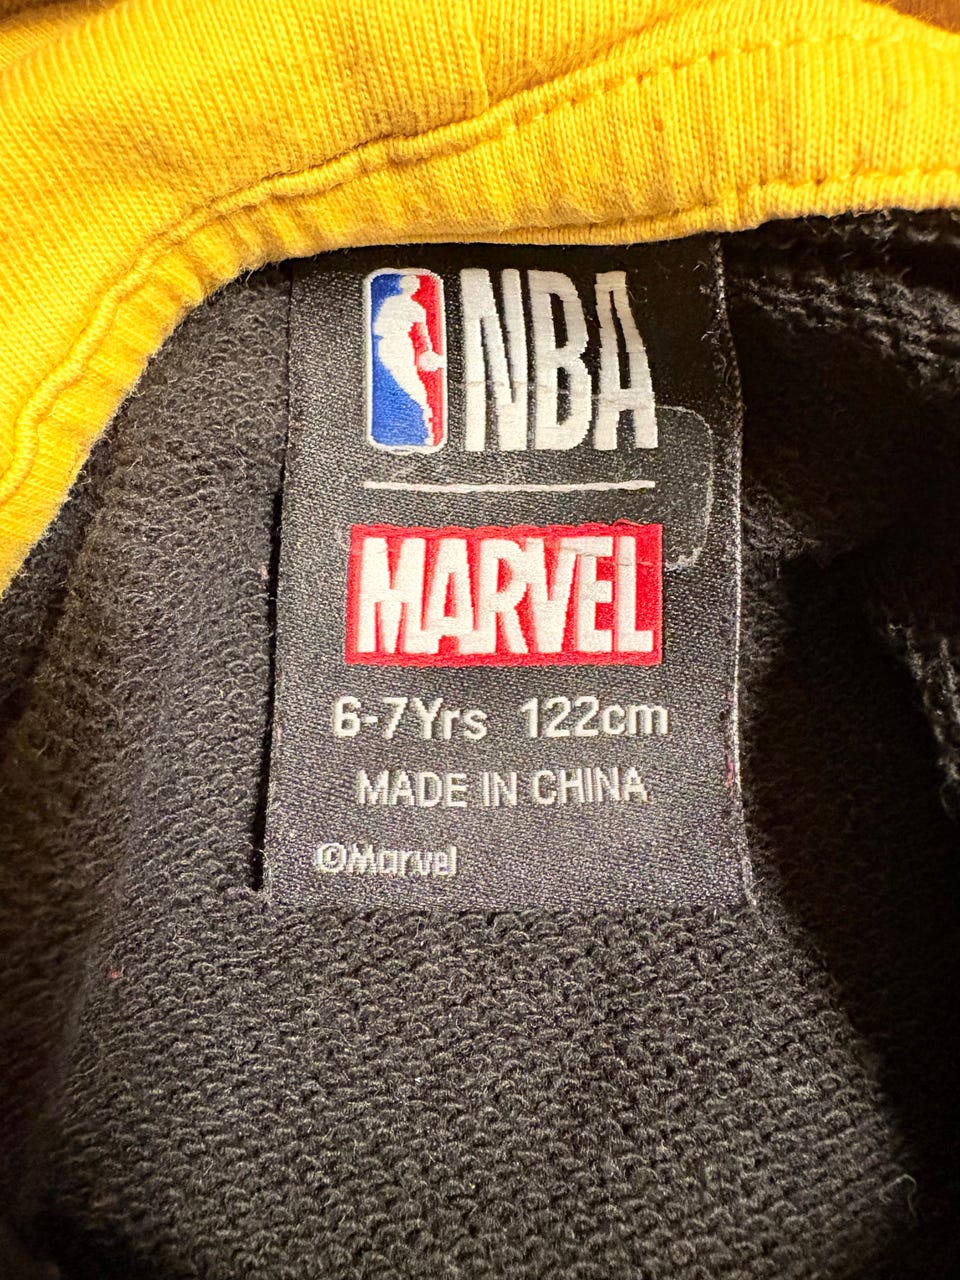 NBA
MARVEL
6-7Yrs 122cm
MADE IN CHINA
©Marvel